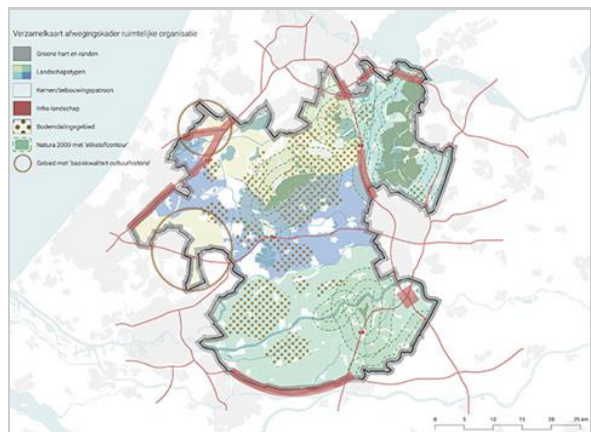 Verzamelkaart afwegingskader ruimtelijke organisatie
Groene hart en randen
Landschapstypen
Kernen/bebouwingspatroon
Infra-landschap
Bodemdalingsgebied
Natura 2000 met 'stikstofcontour'
Gebied met 'basiskwaliteit cultuurhistorie'
0 5 10 15 20 25 km